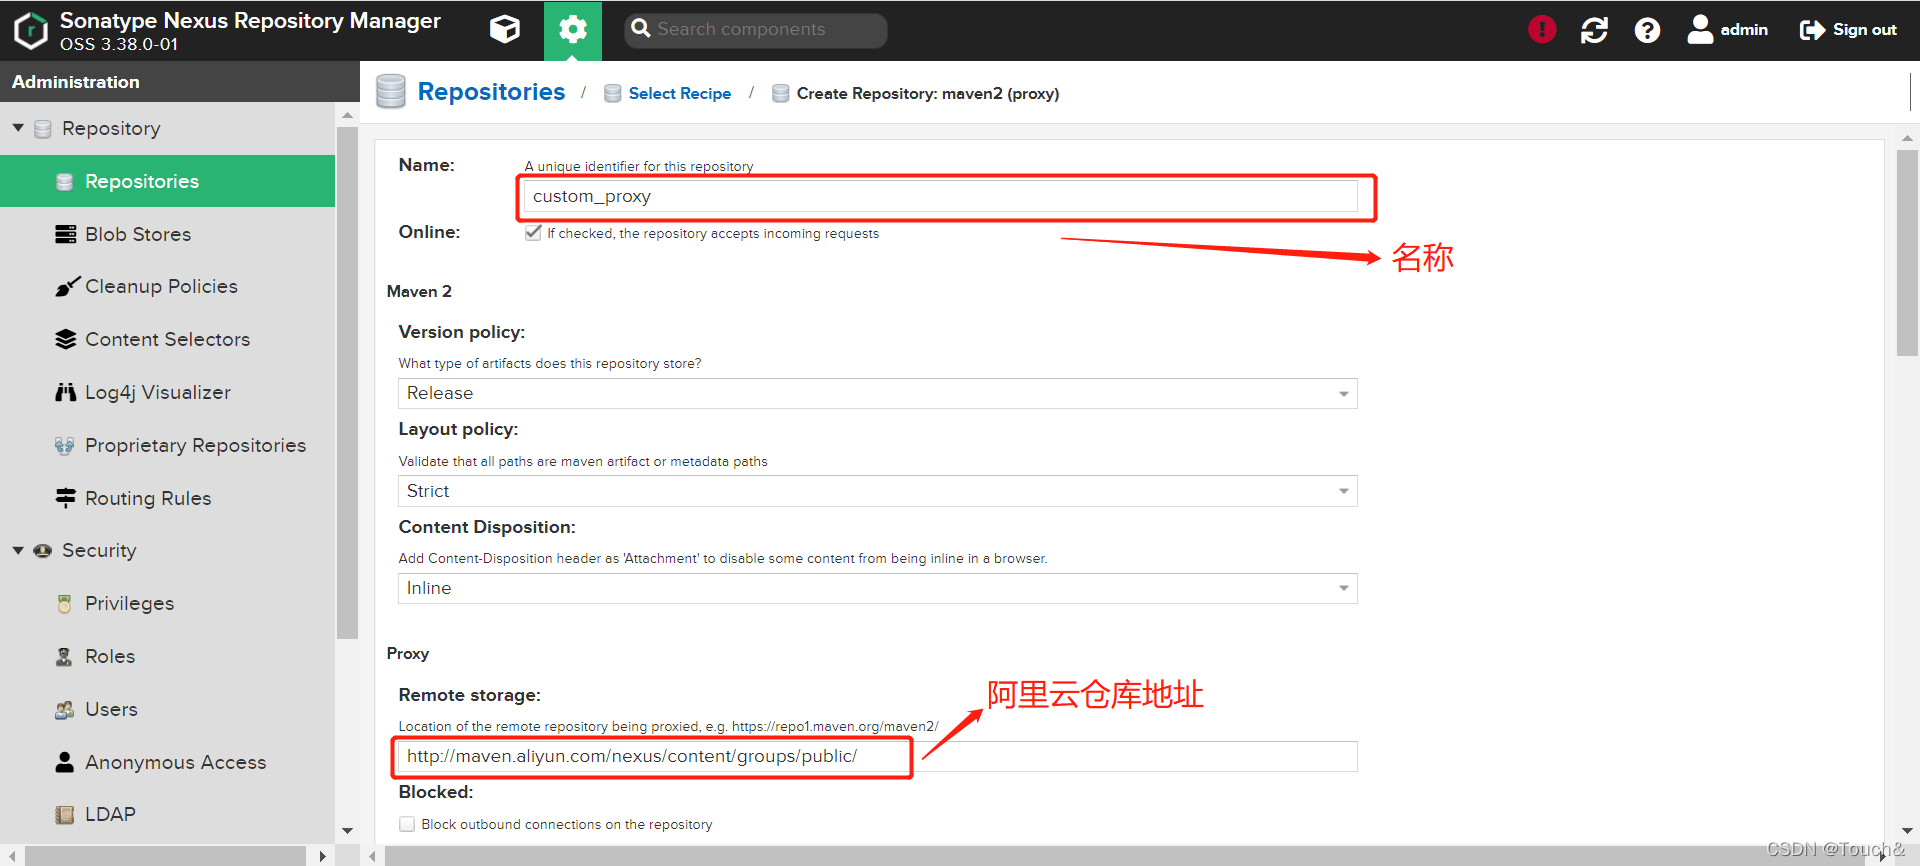 Sonatype Nexus Repository Manager
OSS 3.38.0-01
Search components
admin
Sign out
Administration
Repositories / Select Recipe / Create Repository: maven2 (proxy)
Repository
Repositories
Blob Stores
Cleanup Policies
Content Selectors
Log4j Visualizer
Proprietary Repositories
Routing Rules
Security
Privileges
Roles
Users
Anonymous Access
LDAP
Name:
A unique identifier for this repository
custom_proxy
Online:
If checked, the repository accepts incoming requests
名称
Maven 2
Version policy:
What type of artifacts does this repository store?
Release
Layout policy:
Validate that all paths are maven artifact or metadata paths
Strict
Content Disposition:
Add Content-Disposition header as 'Attachment' to disable some content from being inline in a browser.
Inline
Proxy
Remote storage:
阿里云仓库地址
Location of the remote repository being proxied, e.g. https://repo1.maven.org/maven2/
http://maven.aliyun.com/nexus/content/groups/public/
Blocked:
Block outbound connections on the repository
CSDN @Touch&